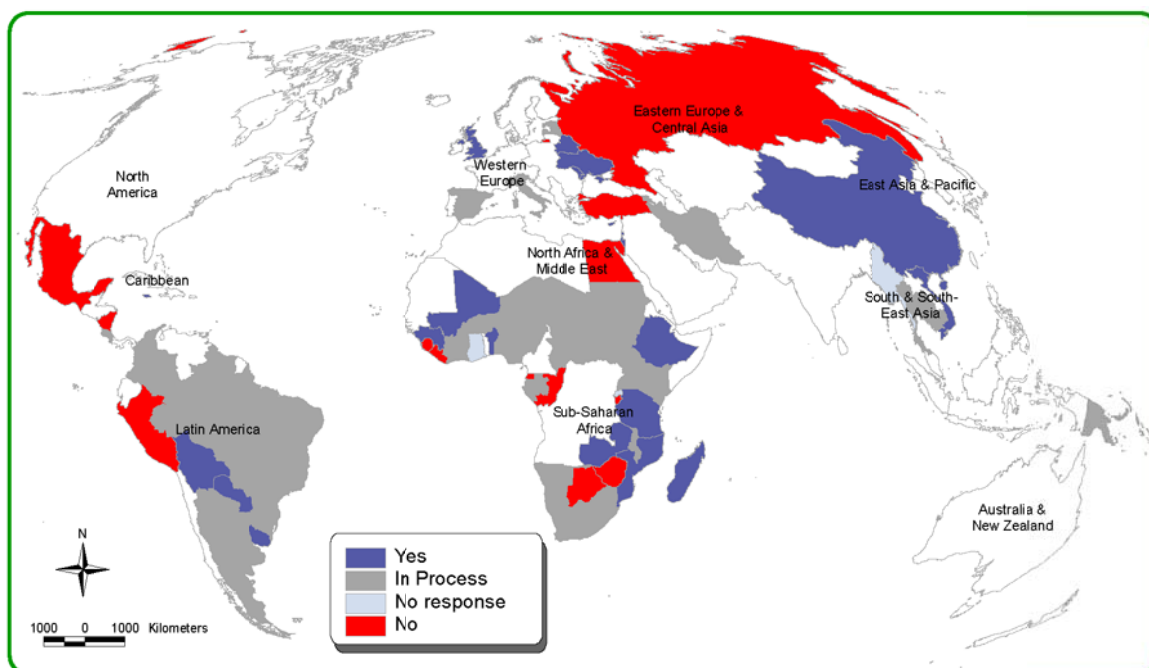 Eastern Europe &
Central Asia
Western
Europe
North
America
East Asia & Pacific
North Africa &
Middle East
Caribbean
South & South-
East Asia
Sub-Saharan
Africa
Latin America
Australia &
New Zealand
N
Yes
In Process
No response
No
1000 0 1000 Kilometers